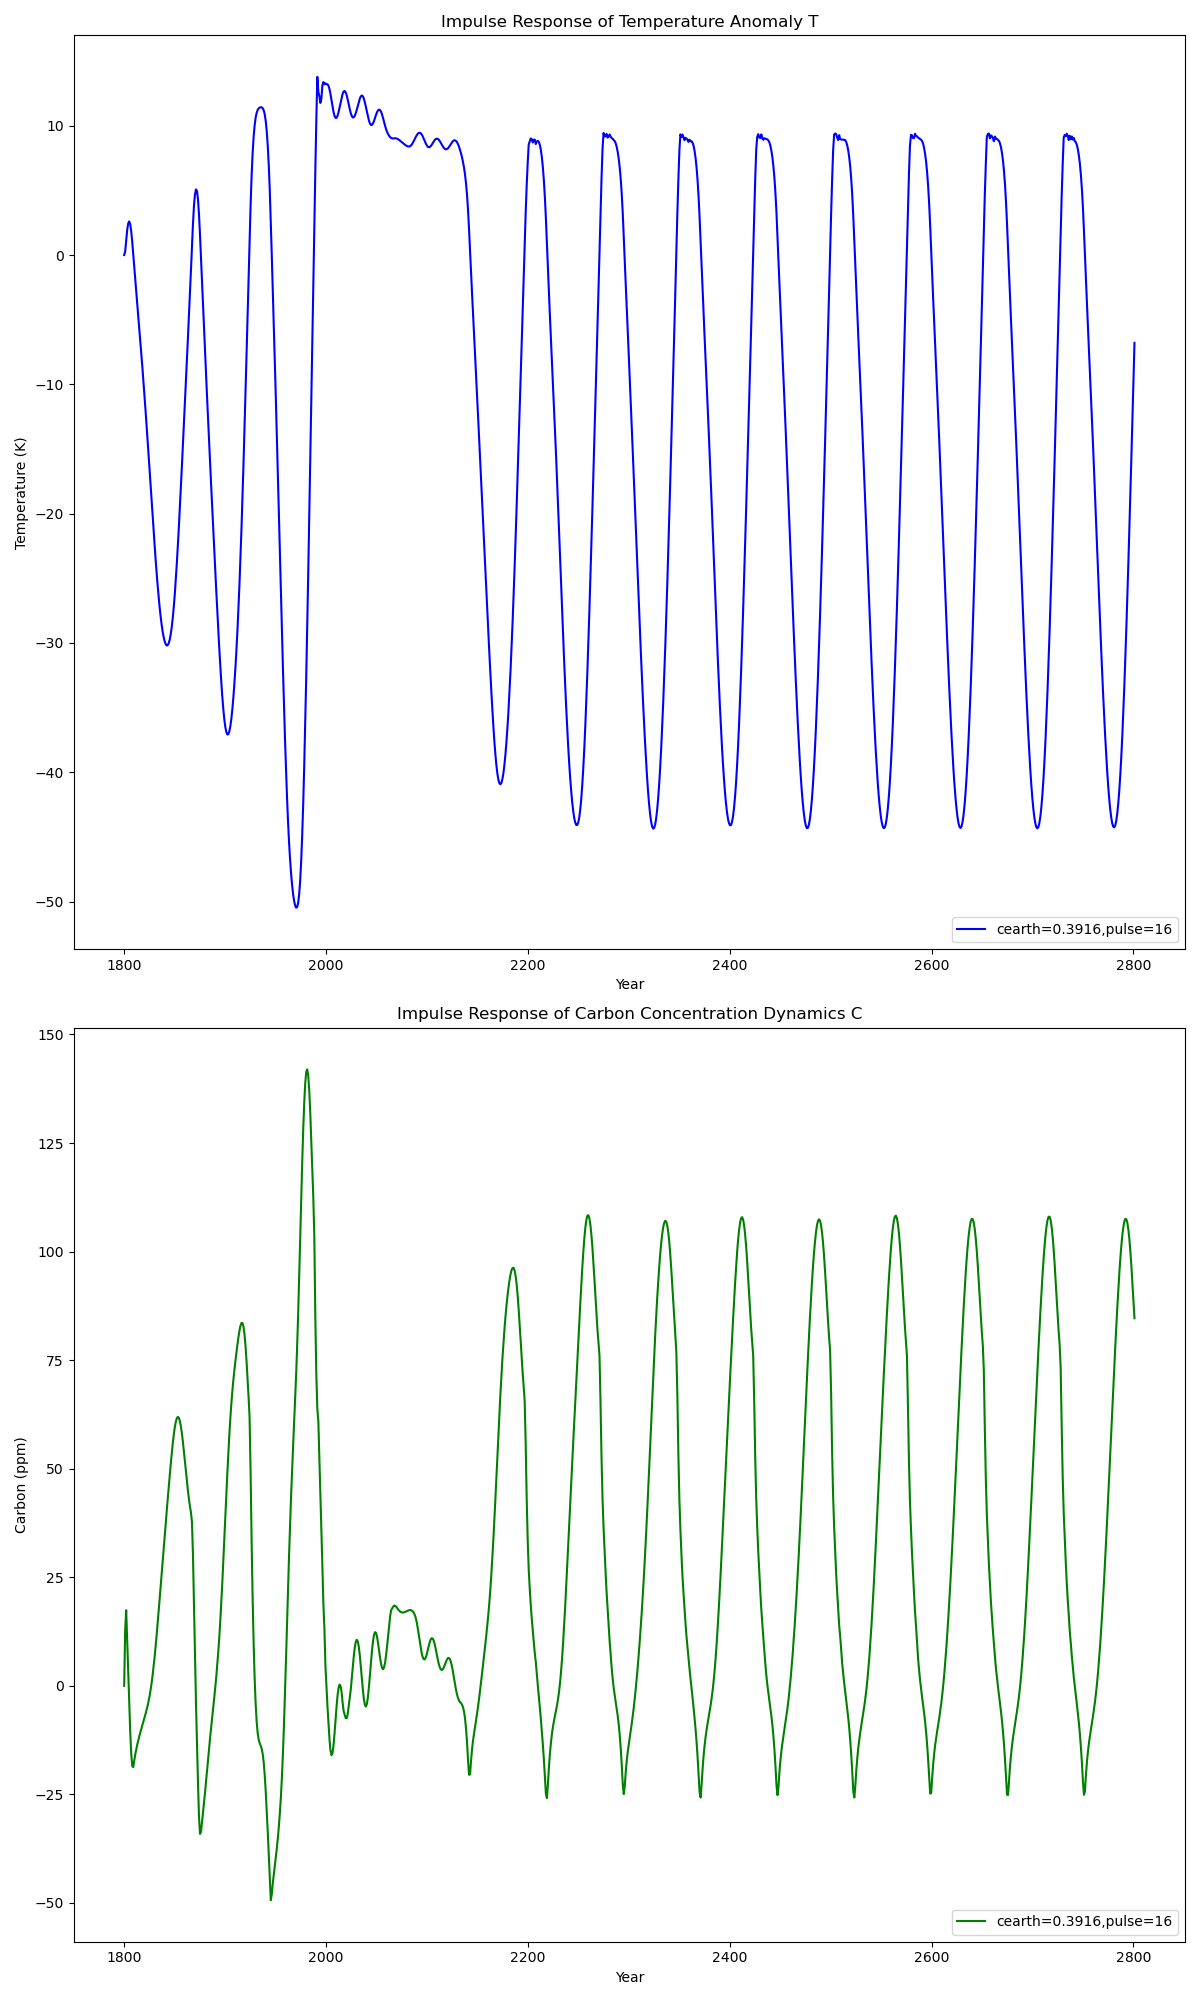 Impulse Response of Temperature Anomaly T
Temperature (K)
10
0
−10
−20
−30
−40
−50
1800 2000 2200 2400 2600 2800
Year
cearth=0.3916,pulse=16
Impulse Response of Carbon Concentration Dynamics C
Carbon (ppm)
150
125
100
75
50
25
0
−25
−50
1800 2000 2200 2400 2600 2800
Year
cearth=0.3916,pulse=16